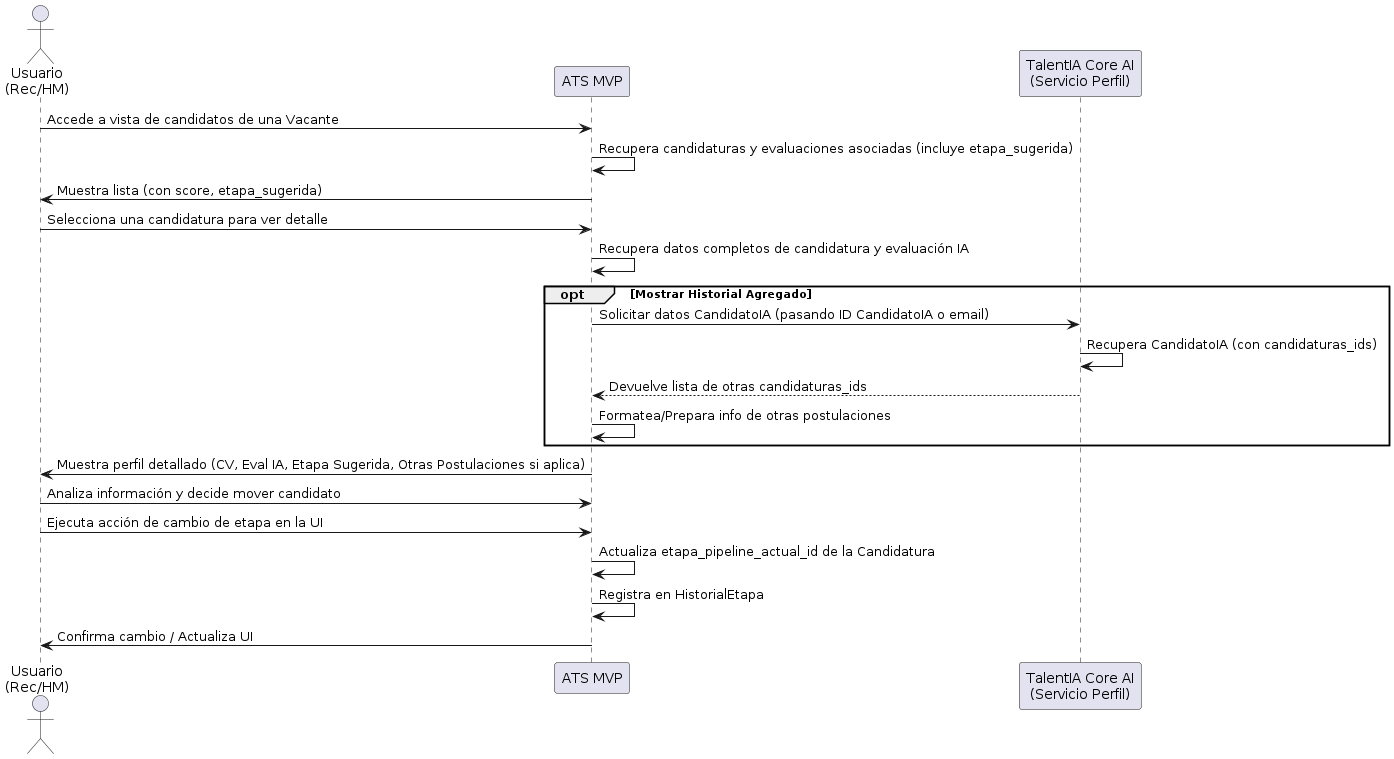 Usuario
(Rec/HM)
ATS MVP
TalentIA Core AI
(Servicio Perfil)
Accede a vista de candidatos de una Vacante
Recupera candidaturas y evaluaciones asociadas (incluye etapa_sugerida)
Muestra lista (con score, etapa_sugerida)
Selecciona una candidatura para ver detalle
Recupera datos completos de candidatura y evaluación IA
opt [Mostrar Historial Agregado]
Solicitar datos CandidatoIA (pasando ID CandidatoIA o email)
Recupera CandidatoIA (con candidaturas_ids)
Devuelve lista de otras candidaturas_ids
Formatea/Prepara info de otras postulaciones
Muestra perfil detallado (CV, Eval IA, Etapa Sugerida, Otras Postulaciones si aplica)
Analiza información y decide mover candidato
Ejecuta acción de cambio de etapa en la UI
Actualiza etapa_pipeline_actual_id de la Candidatura
Registra en HistorialEtapa
Confirma cambio / Actualiza UI
Usuario
(Rec/HM)
ATS MVP
TalentIA Core AI
(Servicio Perfil)